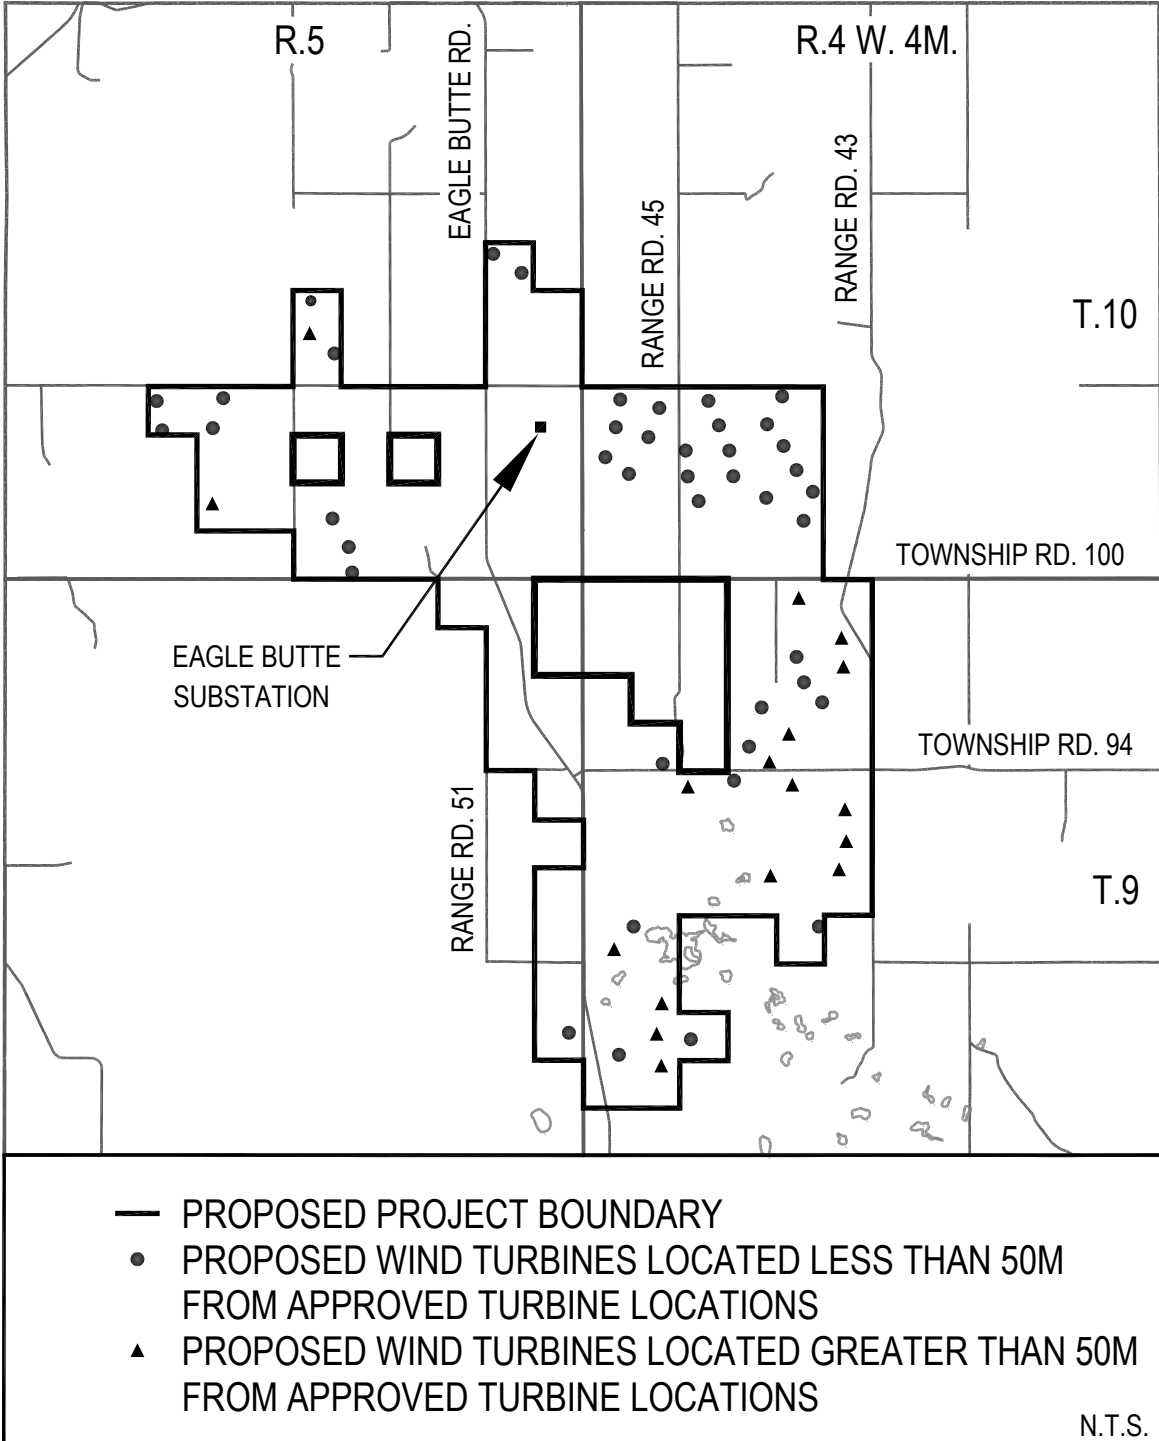 R.5
R.4 W. 4M.
EAGLE BUTTE RD.
RANGE RD. 45
RANGE RD. 43
T.10
TOWNSHIP RD. 100
EAGLE BUTTE
SUBSTATION
TOWNSHIP RD. 94
RANGE RD. 51
T.9
PROPOSED PROJECT BOUNDARY
PROPOSED WIND TURBINES LOCATED LESS THAN 50M
FROM APPROVED TURBINE LOCATIONS
PROPOSED WIND TURBINES LOCATED GREATER THAN 50M
FROM APPROVED TURBINE LOCATIONS
N.T.S.